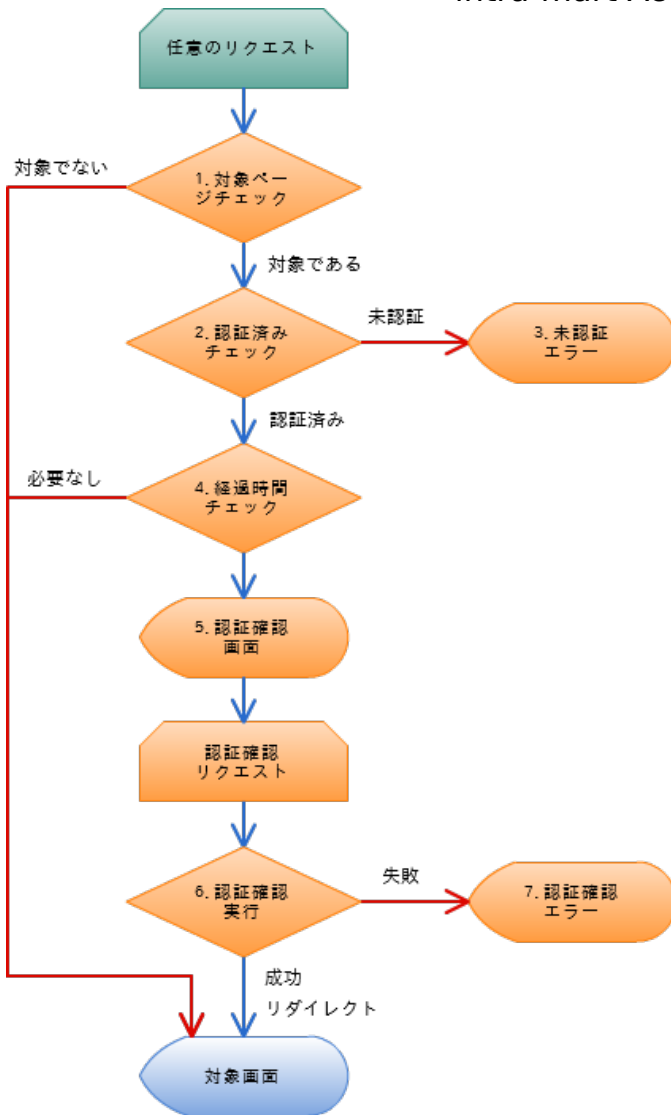 任意のリクエスト
対象でない
1.対象ペー
ジチェック
対象である
2.認証済み
チェック
未認証
3.未認証
エラー
認証済み
必要なし
4.経過時間
チェック
5.認証確認
画面
認証確認
リクエスト
6.認証確認
実行
失敗
7.認証確認
エラー
成功
リダイレクト
対象画面